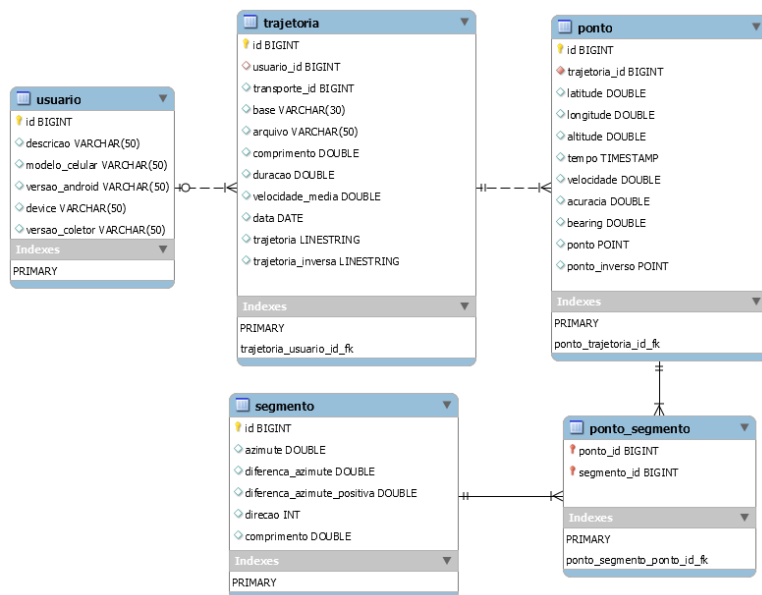 usuario
id BIGINT
descricao VARCHAR(50)
modelo_celular VARCHAR(50)
versao_android VARCHAR(50)
device VARCHAR(50)
versao_coletor VARCHAR(50)
Indexes
PRIMARY
trajetoria
id BIGINT
usuario_id BIGINT
transporte_id BIGINT
base VARCHAR(30)
arquivo VARCHAR(50)
comprimento DOUBLE
duracao DOUBLE
velocidade_media DOUBLE
data DATE
trajetoria LINESTRING
trajetoria_inversa LINESTRING
Indexes
PRIMARY
trajetoria_usuario_id_fk
ponto
id BIGINT
trajetoria_id BIGINT
latitude DOUBLE
longitude DOUBLE
altitude DOUBLE
tempo TIMESTAMP
velocidade DOUBLE
acuracia DOUBLE
bearing DOUBLE
ponto POINT
ponto_inverso POINT
Indexes
PRIMARY
ponto_trajetoria_id_fk
segmento
id BIGINT
azimute DOUBLE
diferenca_azimute DOUBLE
diferenca_azimute_positiva DOUBLE
direcao INT
comprimento DOUBLE
Indexes
PRIMARY
ponto_segmento
ponto_id BIGINT
segmento_id BIGINT
Indexes
PRIMARY
ponto_segmento_ponto_id_fk